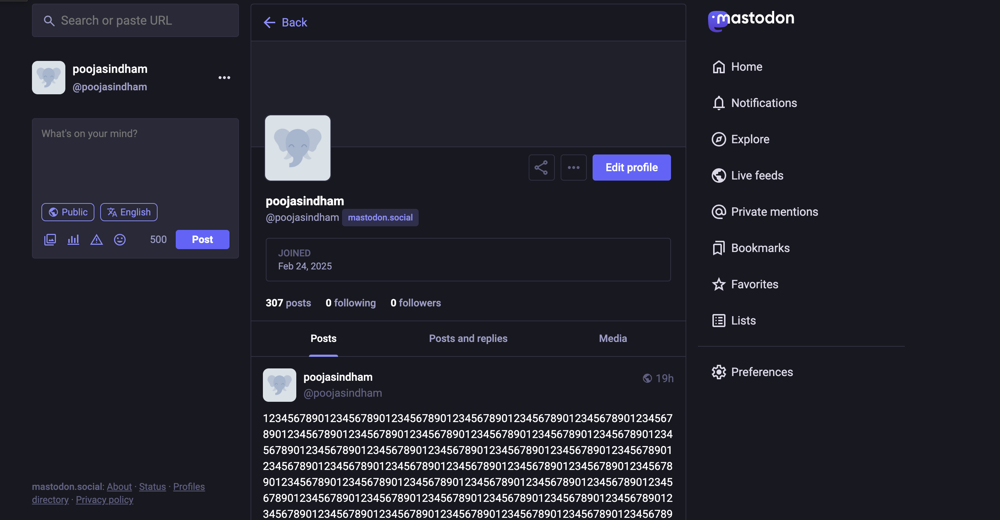 Search or paste URL
poojasindham
@poojasindham
What's on your mind?
Public
English
500
Post
mastodon.social: About · Status · Profiles
directory · Privacy policy
Back
Edit profile
poojasindham
@poojasindham mastodon.social
JOINED
Feb 24, 2025
307 posts 0 following 0 followers
Posts
Posts and replies
Media
poojasindham
19h
@poojasindham
1234567890123456789012345678901234567890123456789012345678901234567
8901234567890123456789012345678901234567890123456789012345678901234
5678901234567890123456789012345678901234567890123456789012345678901
2345678901234567890123456789012345678901234567890123456789012345678
9012345678901234567890123456789012345678901234567890123456789012345
6789012345678901234567890123456789012345678901234567890123456789012
3456789012345678901234567890123456789012345678901234567890123456789
mastodon
Home
Notifications
Explore
Live feeds
Private mentions
Bookmarks
Favorites
Lists
Preferences